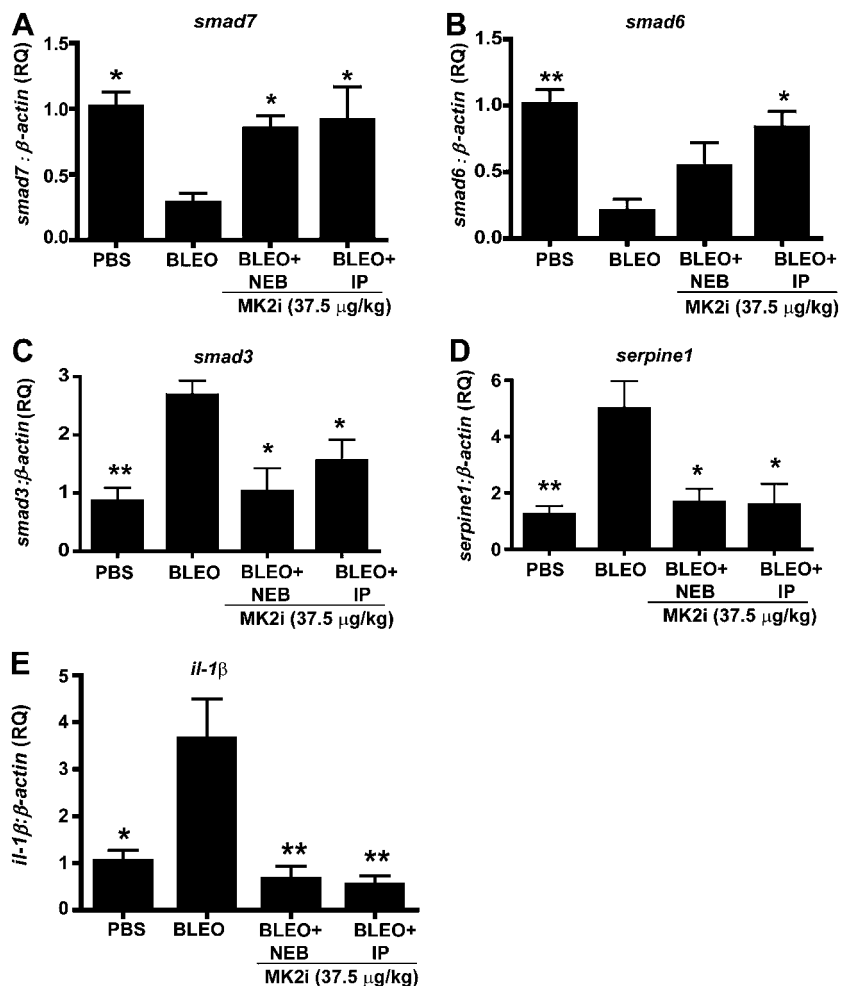 A
smad7
smad7 : β-actin (RQ)
1.5
1.0
0.5
0.0
*
*
*
PBS
BLEO
BLEO+
NEB
BLEO+
IP
MK2i (37.5 μg/kg)
B
smad6
smad6 : β-actin (RQ)
1.5
1.0
0.5
0.0
**
*
PBS
BLEO
BLEO+
NEB
BLEO+
IP
MK2i (37.5 μg/kg)
C
smad3
smad3:β-actin(RQ)
3
2
1
0
**
*
*
PBS
BLEO
BLEO+
NEB
BLEO+
IP
MK2i (37.5 μg/kg)
D
serpine1
serpine1:β-actin (RQ)
6
4
2
0
**
*
*
PBS
BLEO
BLEO+
NEB
BLEO+
IP
MK2i (37.5 μg/kg)
E
il-1β
il-1β:β-actin (RQ)
5
4
3
2
1
0
*
**
**
PBS
BLEO
BLEO+
NEB
BLEO+
IP
MK2i (37.5 μg/kg)